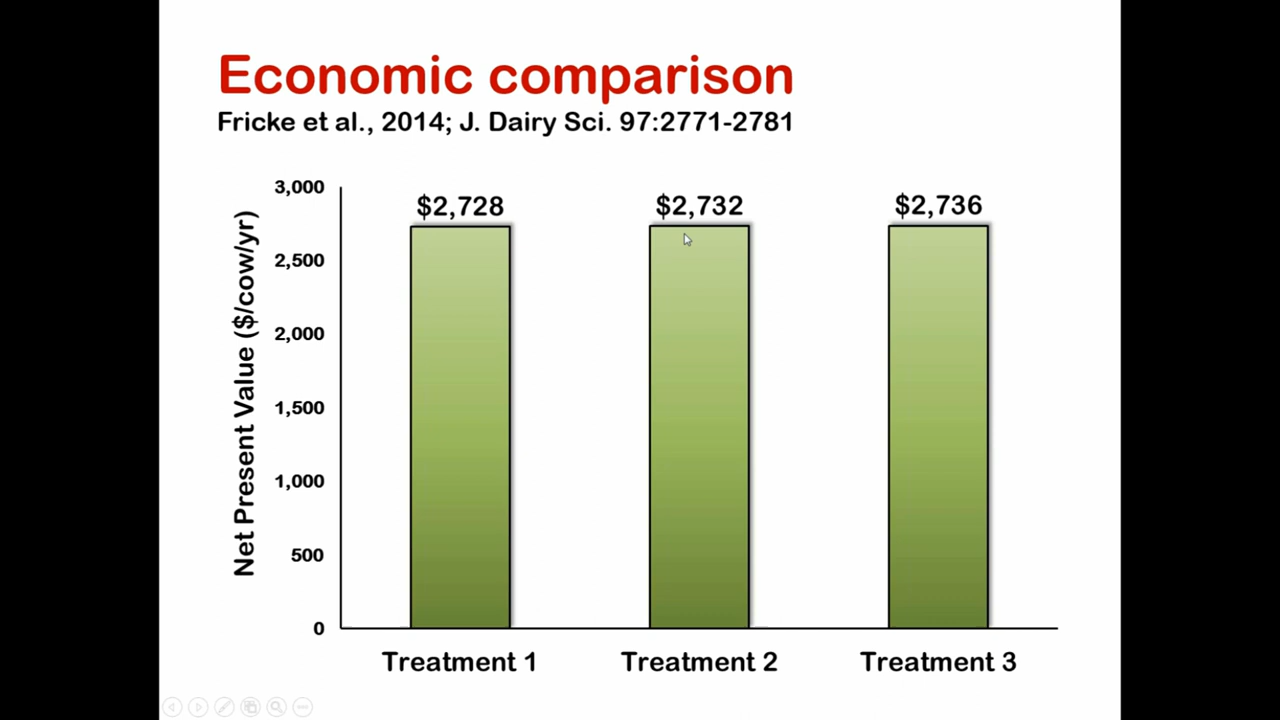 Economic comparison
Fricke et al., 2014; J. Dairy Sci. 97:2771-2781
Net Present Value ($/cow/yr)
3,000
2,500
2,000
1,500
1,000
500
0
$2,728
$2,732
$2,736
Treatment 1
Treatment 2
Treatment 3